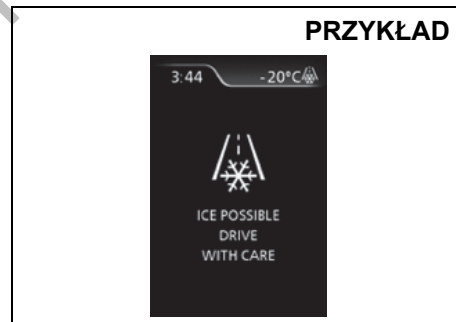 PRZYKŁAD
3:44 -20°C
ICE POSSIBLE
DRIVE
WITH CARE